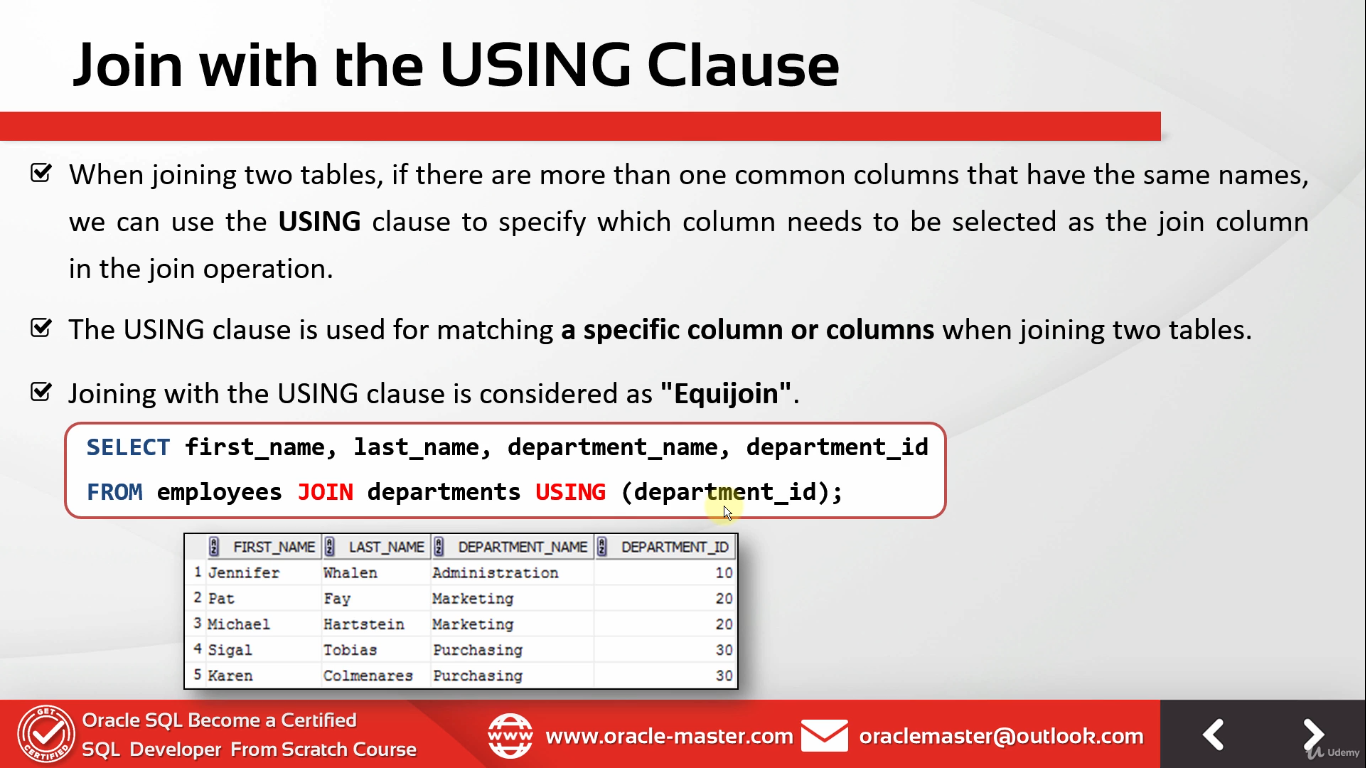 Join with the USING Clause
When joining two tables, if there are more than one common columns that have the same names,
we can use the USING clause to specify which column needs to be selected as the join column
in the join operation.
The USING clause is used for matching a specific column or columns when joining two tables.
Joining with the USING clause is considered as "Equijoin".
SELECT first_name, last_name, department_name, department_id
FROM employees JOIN departments USING (department_id);
FIRST_NAME LAST_NAME DEPARTMENT_NAME DEPARTMENT_ID
1 Jennifer Whalen Administration 10
2 Pat Fay Marketing 20
3 Michael Hartstein Marketing 20
4 Sigal Tobias Purchasing 30
5 Karen Colmenares Purchasing 30
GET CERTIFIED
Oracle SQL Become a Certified
SQL Developer From Scratch Course
WWW
www.oracle-master.com
oraclemaster@outlook.com
Udemy